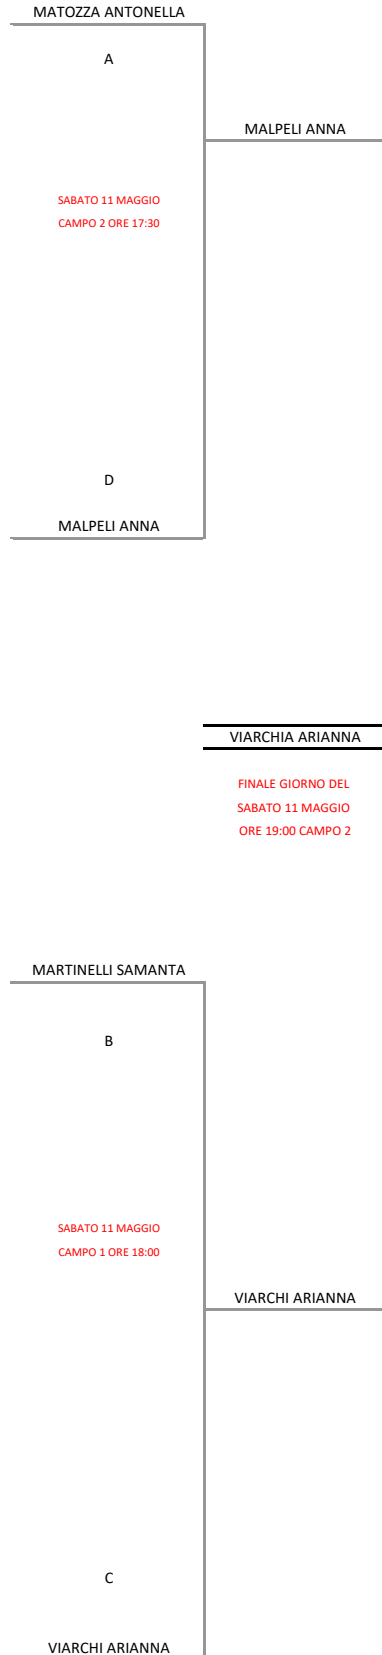 MATOZZA ANTONELLA
A
MALPELI ANNA
SABATO 11 MAGGIO
CAMPO 2 ORE 17:30
D
MALPELI ANNA
VIARCHIA ARIANNA
FINALE GIORNO DEL
SABATO 11 MAGGIO
ORE 19:00 CAMPO 2
MARTINELLI SAMANTA
B
SABATO 11 MAGGIO
CAMPO 1 ORE 18:00
VIARCHI ARIANNA
C
VIARCHI ARIANNA